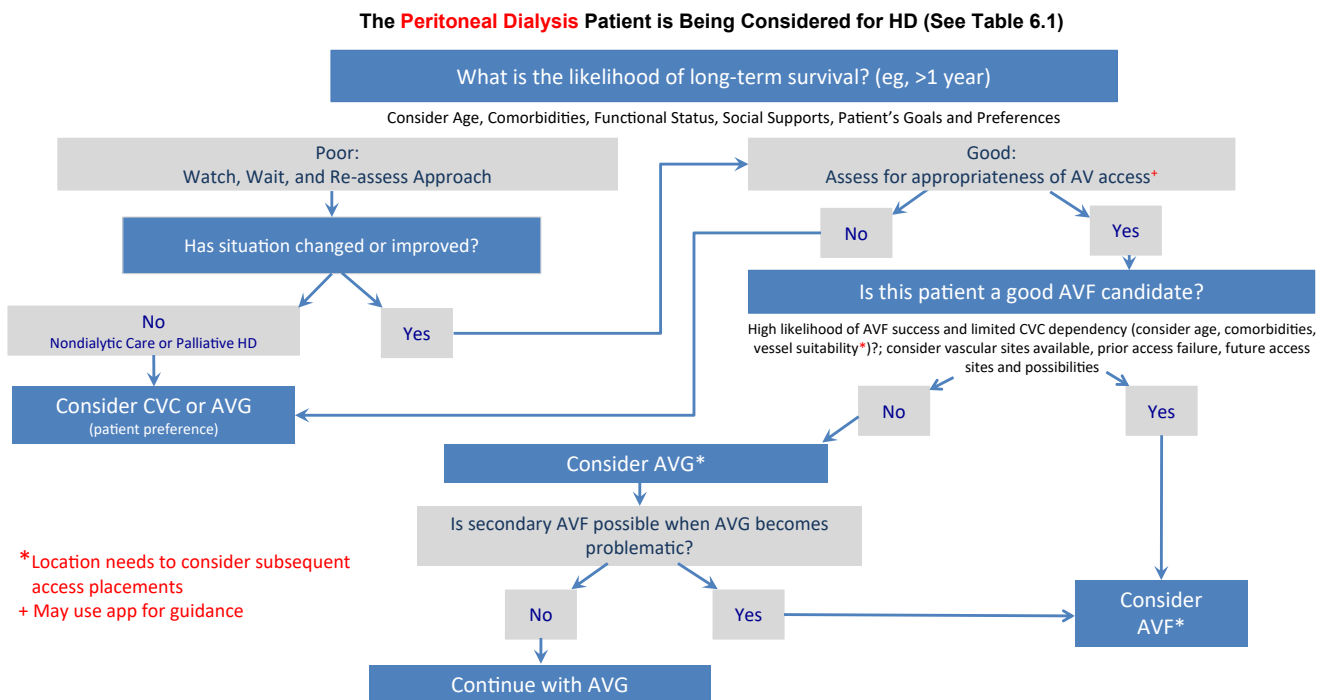 The Peritoneal Dialysis Patient is Being Considered for HD (See Table 6.1)
What is the likelihood of long-term survival? (eg, >1 year)
Consider Age, Comorbidities, Functional Status, Social Supports, Patient's Goals and Preferences
Poor:
Watch, Wait, and Re-assess Approach
Good:
Assess for appropriateness of AV access+
Has situation changed or improved?
No
Yes
No
Nondialytic Care or Palliative HD
Yes
Is this patient a good AVF candidate?
High likelihood of AVF success and limited CVC dependency (consider age, comorbidities,
vessel suitability*)?; consider vascular sites available, prior access failure, future access
sites and possibilities
Consider CVC or AVG
(patient preference)
No
Yes
Consider AVG*
Is secondary AVF possible when AVG becomes
problematic?
*Location needs to consider subsequent
access placements
+ May use app for guidance
No
Yes
Consider
AVF*
Continue with AVG